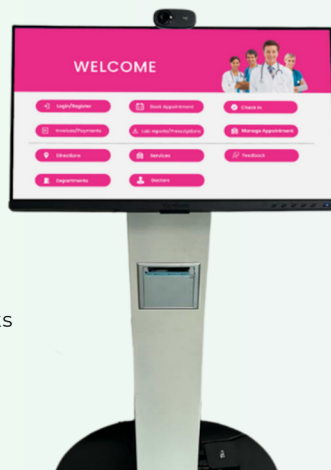 WELCOME
Login/Register
Book Appointment
Check in
Invoices/Payments
Lab reports/Prescriptions
Manage Appointment
Directions
Services
Feedback
Departments
Doctors